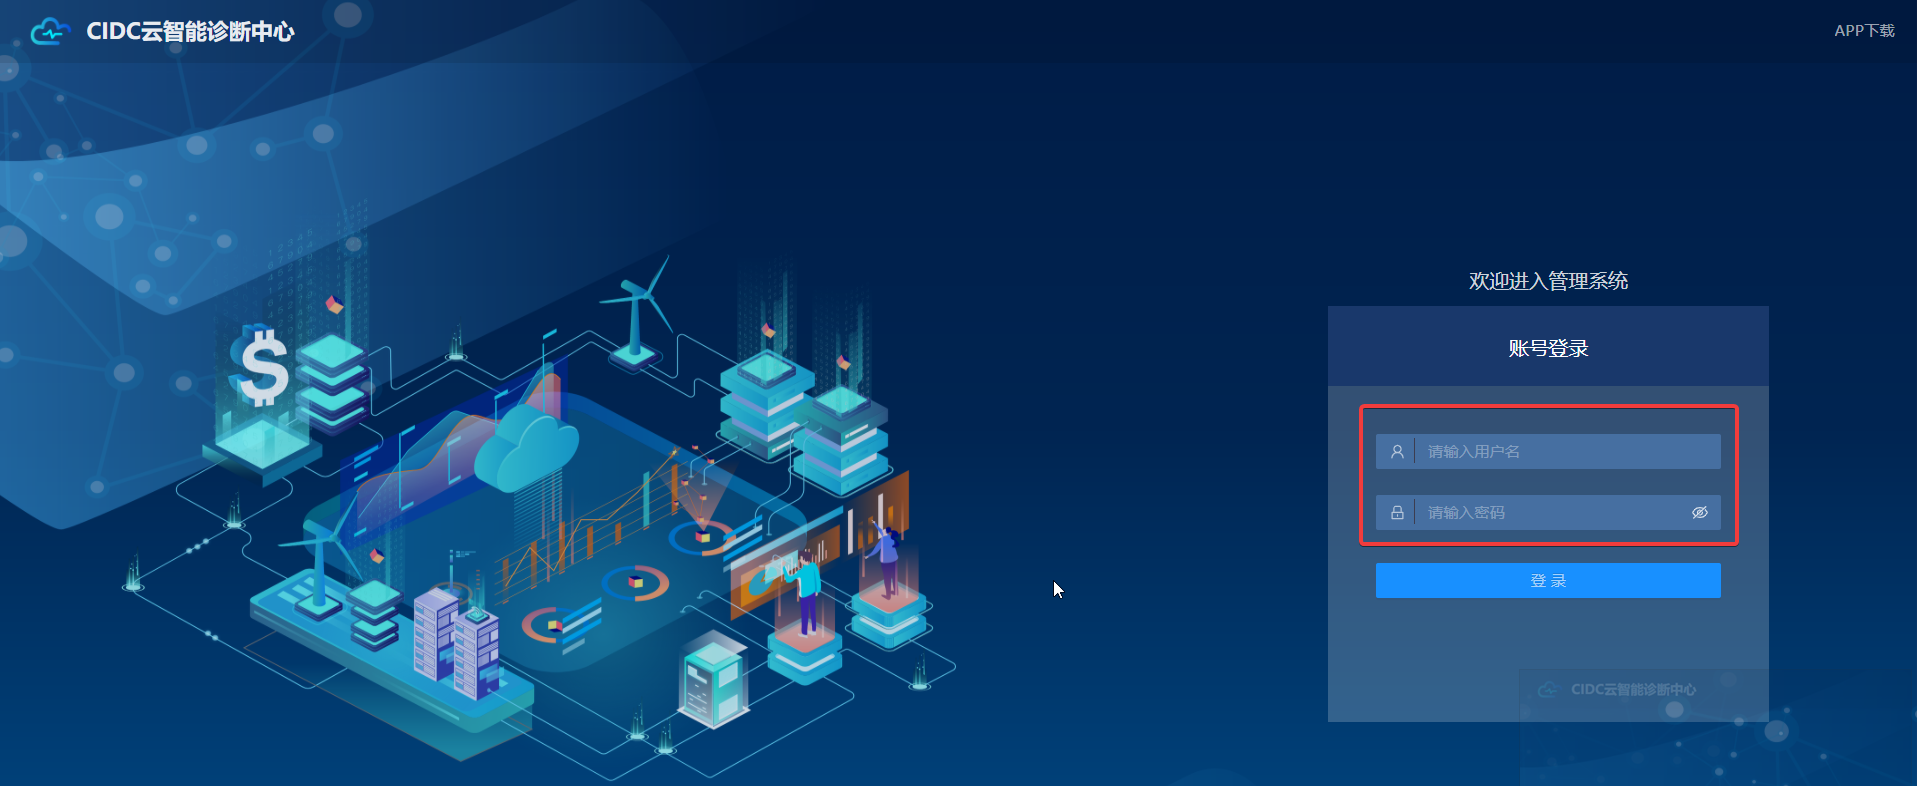 CIDC云智能诊断中心
APP下载
欢迎进入管理系统
账号登录
请输入用户名
请输入密码
登 录
CIDC云智能诊断中心